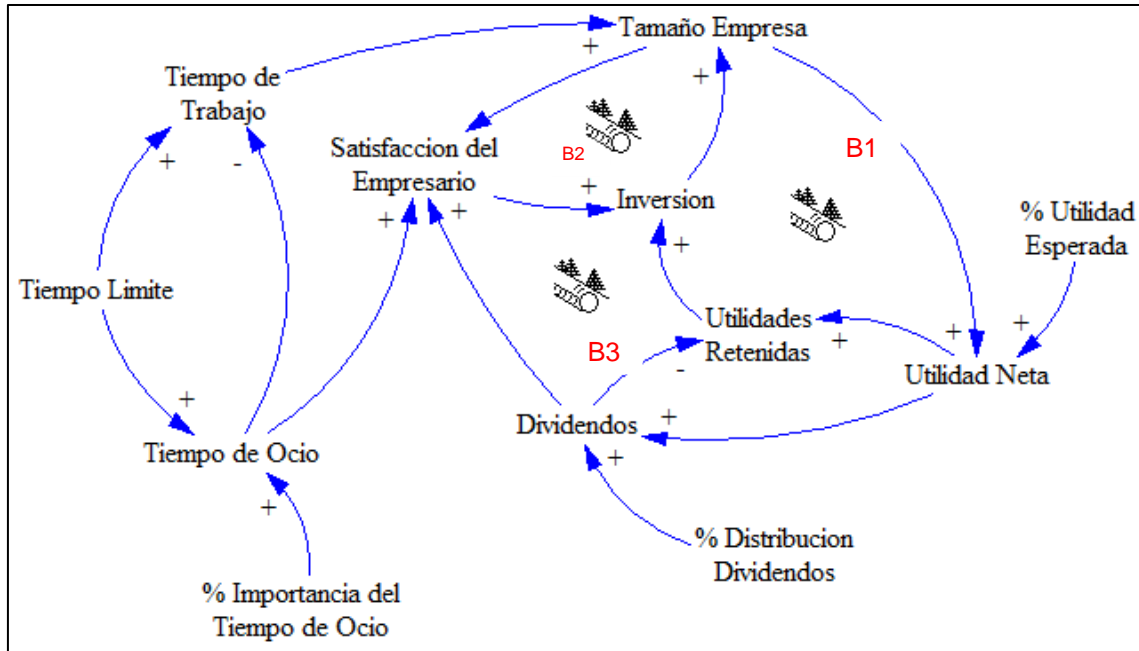 Tamaño Empresa
+
+
Tiempo de
Trabajo
+
-
B1
B2
Satisfaccion del
Empresario
+
+
+
Inversion
+
% Utilidad
Esperada
Tiempo Limite
Utilidades
Retenidas
+
+
+
B3
-
Utilidad Neta
+
Dividendos
+
+
Tiempo de Ocio
+
% Distribucion
Dividendos
% Importancia del
Tiempo de Ocio